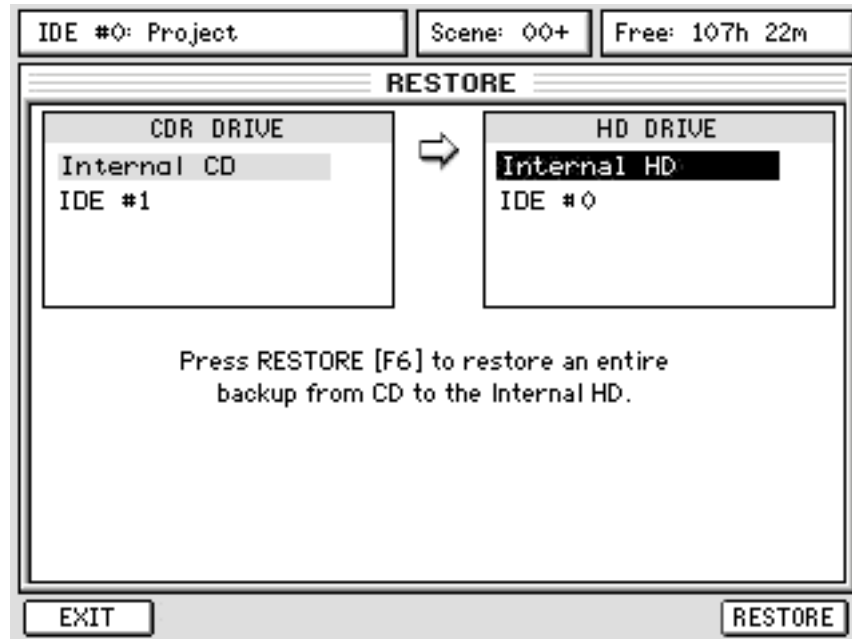 IDE #0: Project
Scene: 00+
Free: 107h 22m
RESTORE
CDR DRIVE
HD DRIVE
Internal CD
Internal HD
IDE #1
IDE #0
Press RESTORE [F6] to restore an entire
backup from CD to the Internal HD.
EXIT
RESTORE